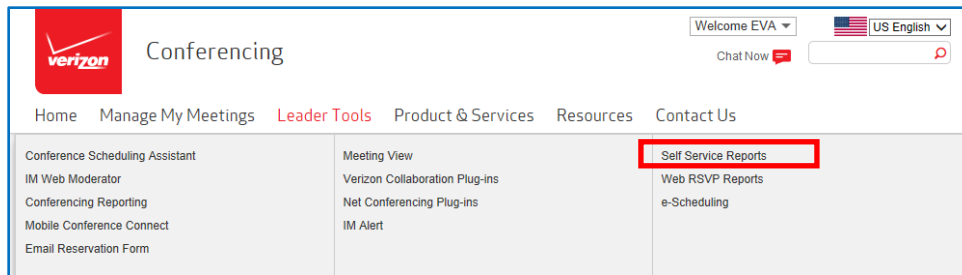 Welcome EVA
US English
verizon
Conferencing
Chat Now
Home Manage My Meetings Leader Tools Product & Services Resources Contact Us
Conference Scheduling Assistant
IM Web Moderator
Conferencing Reporting
Mobile Conference Connect
Email Reservation Form
Meeting View
Verizon Collaboration Plug-ins
Net Conferencing Plug-ins
IM Alert
Self Service Reports
Web RSVP Reports
e-Scheduling